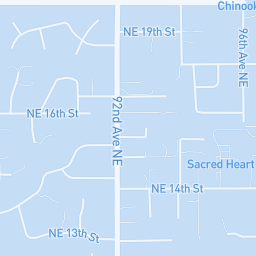 Chinook
NE 19th St
96th Ave NE
92nd Ave NE
NE 16th St
Sacred Heart
NE 14th St
NE 13th St